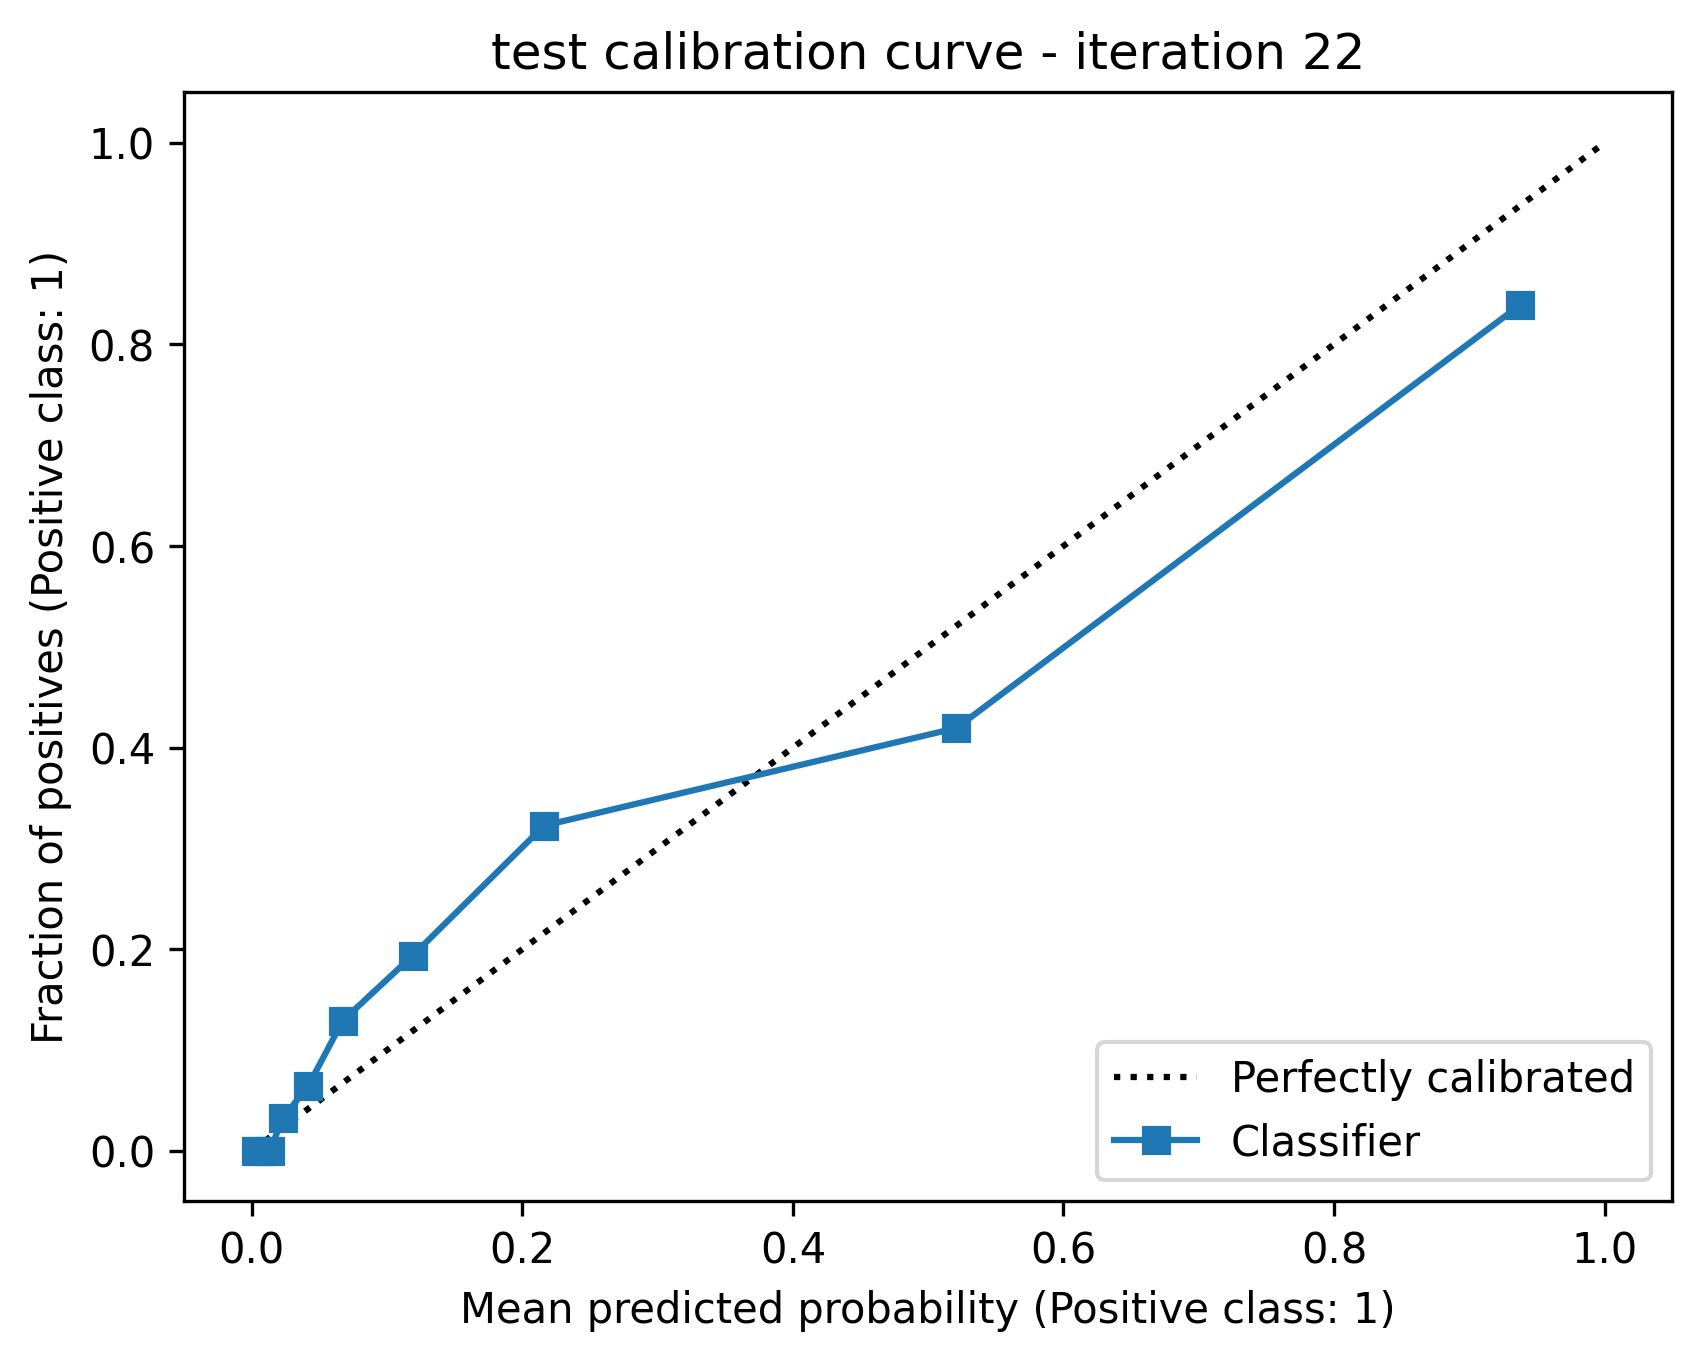 test calibration curve - iteration 22
Fraction of positives (Positive class: 1)
1.0
0.8
0.6
0.4
0.2
0.0
Perfectly calibrated
Classifier
0.0 0.2 0.4 0.6 0.8 1.0
Mean predicted probability (Positive class: 1)